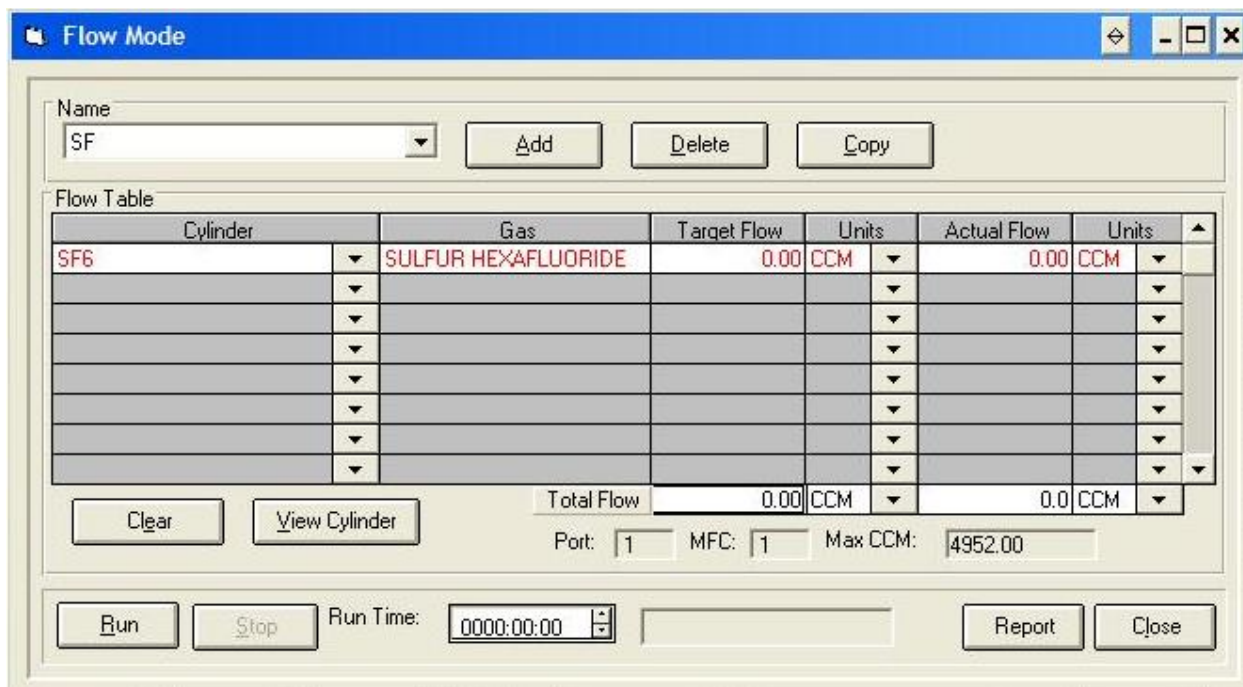 Flow Mode
Name
SF Add Delete Copy
Flow Table
Cylinder Gas Target Flow Units Actual Flow Units
SF6 SULFUR HEXAFLUORIDE 0.00 CCM 0.00 CCM
Total Flow 0.00 CCM 0.0 CCM
Clear View Cylinder
Port: 1 MFC: 1 Max CCM: 4952.00
Run Stop Run Time: 0000:00:00 Report Close